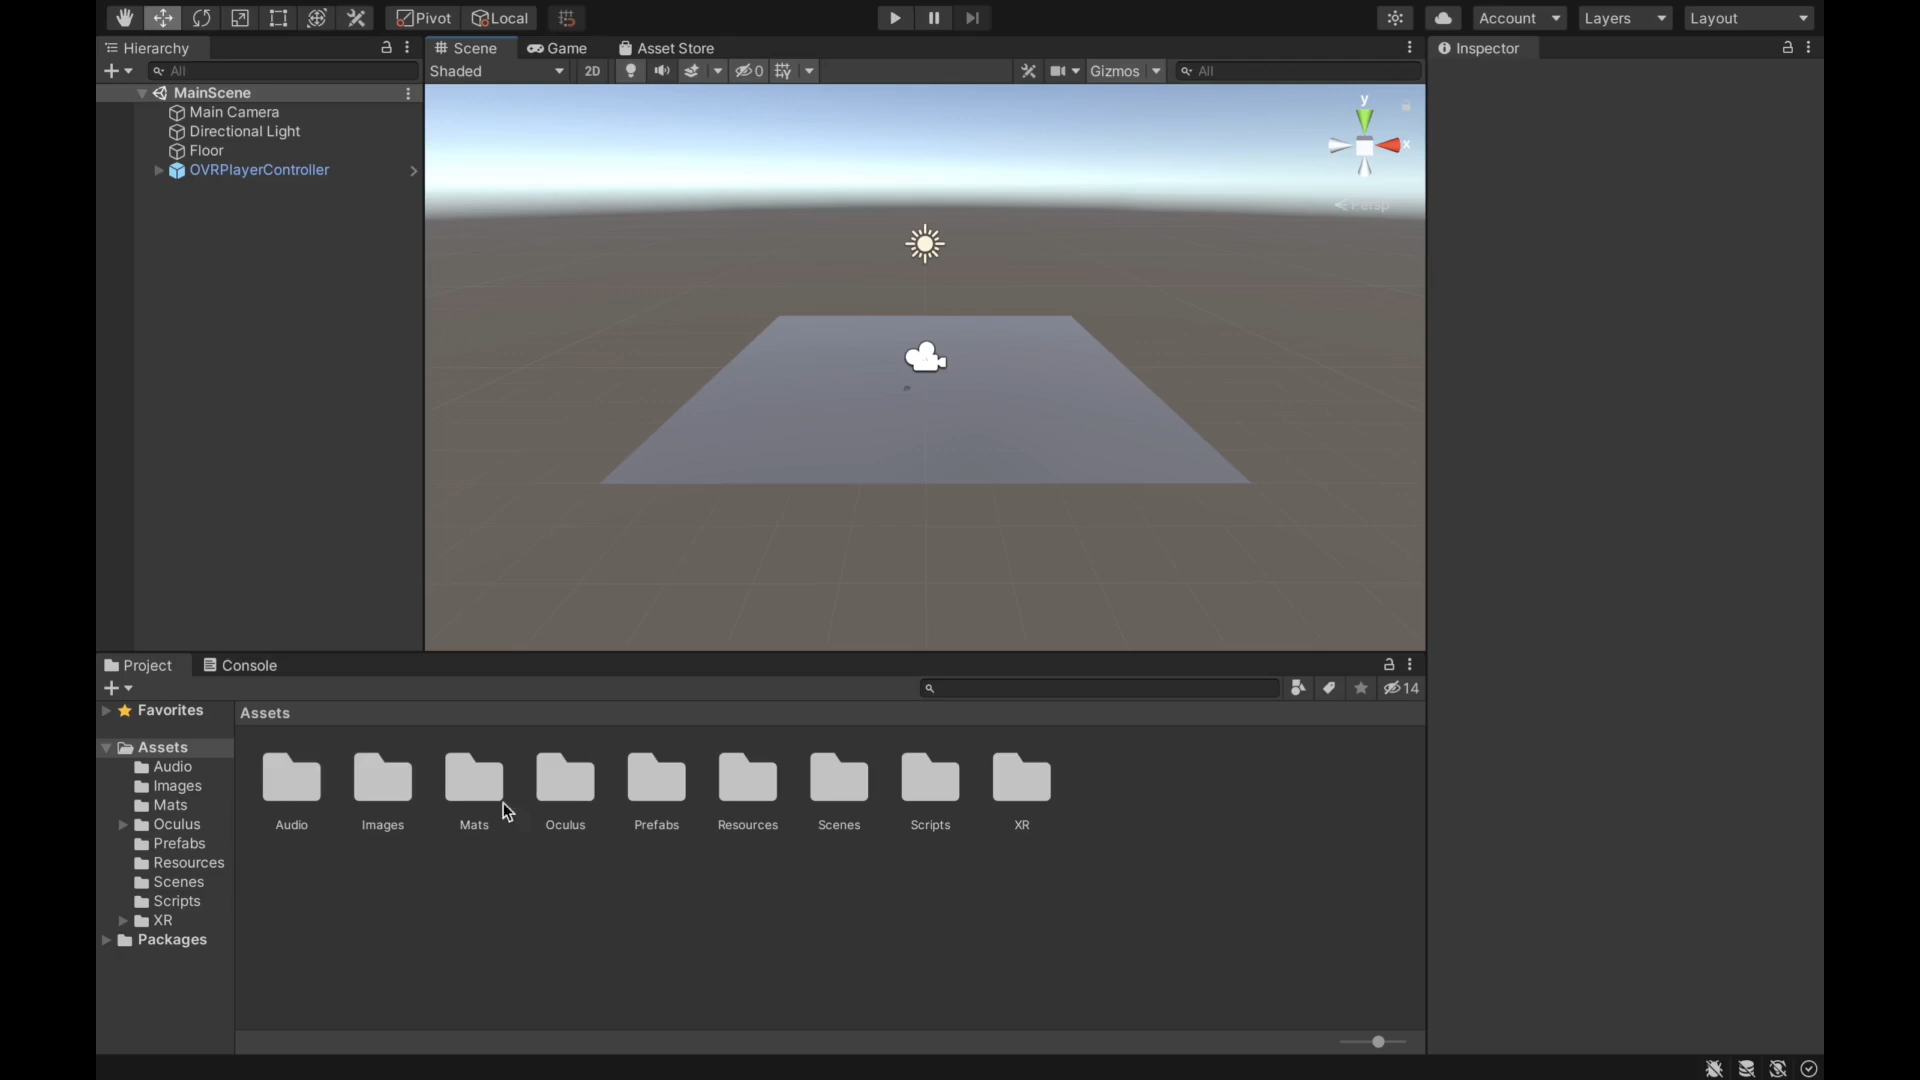 Pivot
Local
Account
Layers
Layout
Hierarchy
Scene
Game
Asset Store
Inspector
All
Shaded
2D
0
Gizmos
All
MainScene
Main Camera
Directional Light
Floor
OVRPlayerController
y
x
Persp
Project
Console
14
Favorites
Assets
Assets
Audio
Images
Mats
Oculus
Prefabs
Resources
Scenes
Scripts
XR
Packages
Audio
Images
Mats
Oculus
Prefabs
Resources
Scenes
Scripts
XR